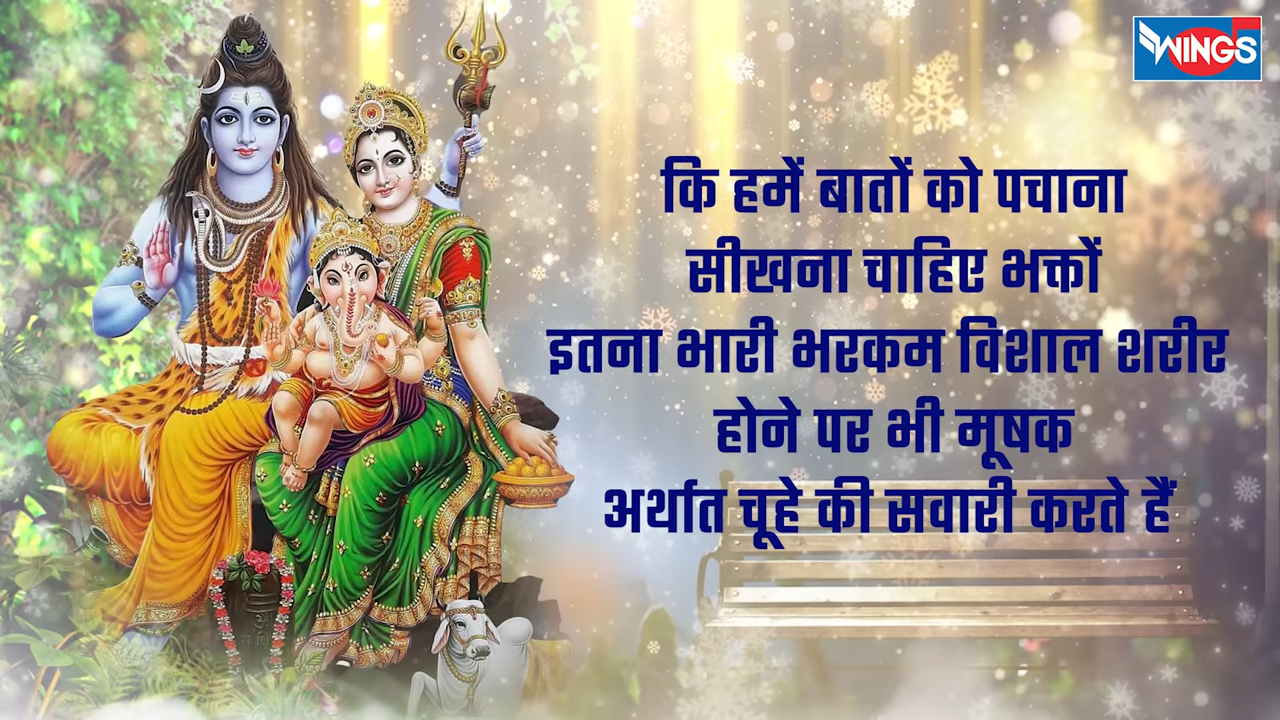 WINGS
कि हमें बातों को पचाना
सीखना चाहिए भक्तों
इतना भारी भरकम विशाल शरीर
होने पर भी मूषक
अर्थात चूहे की सवारी करते हैं